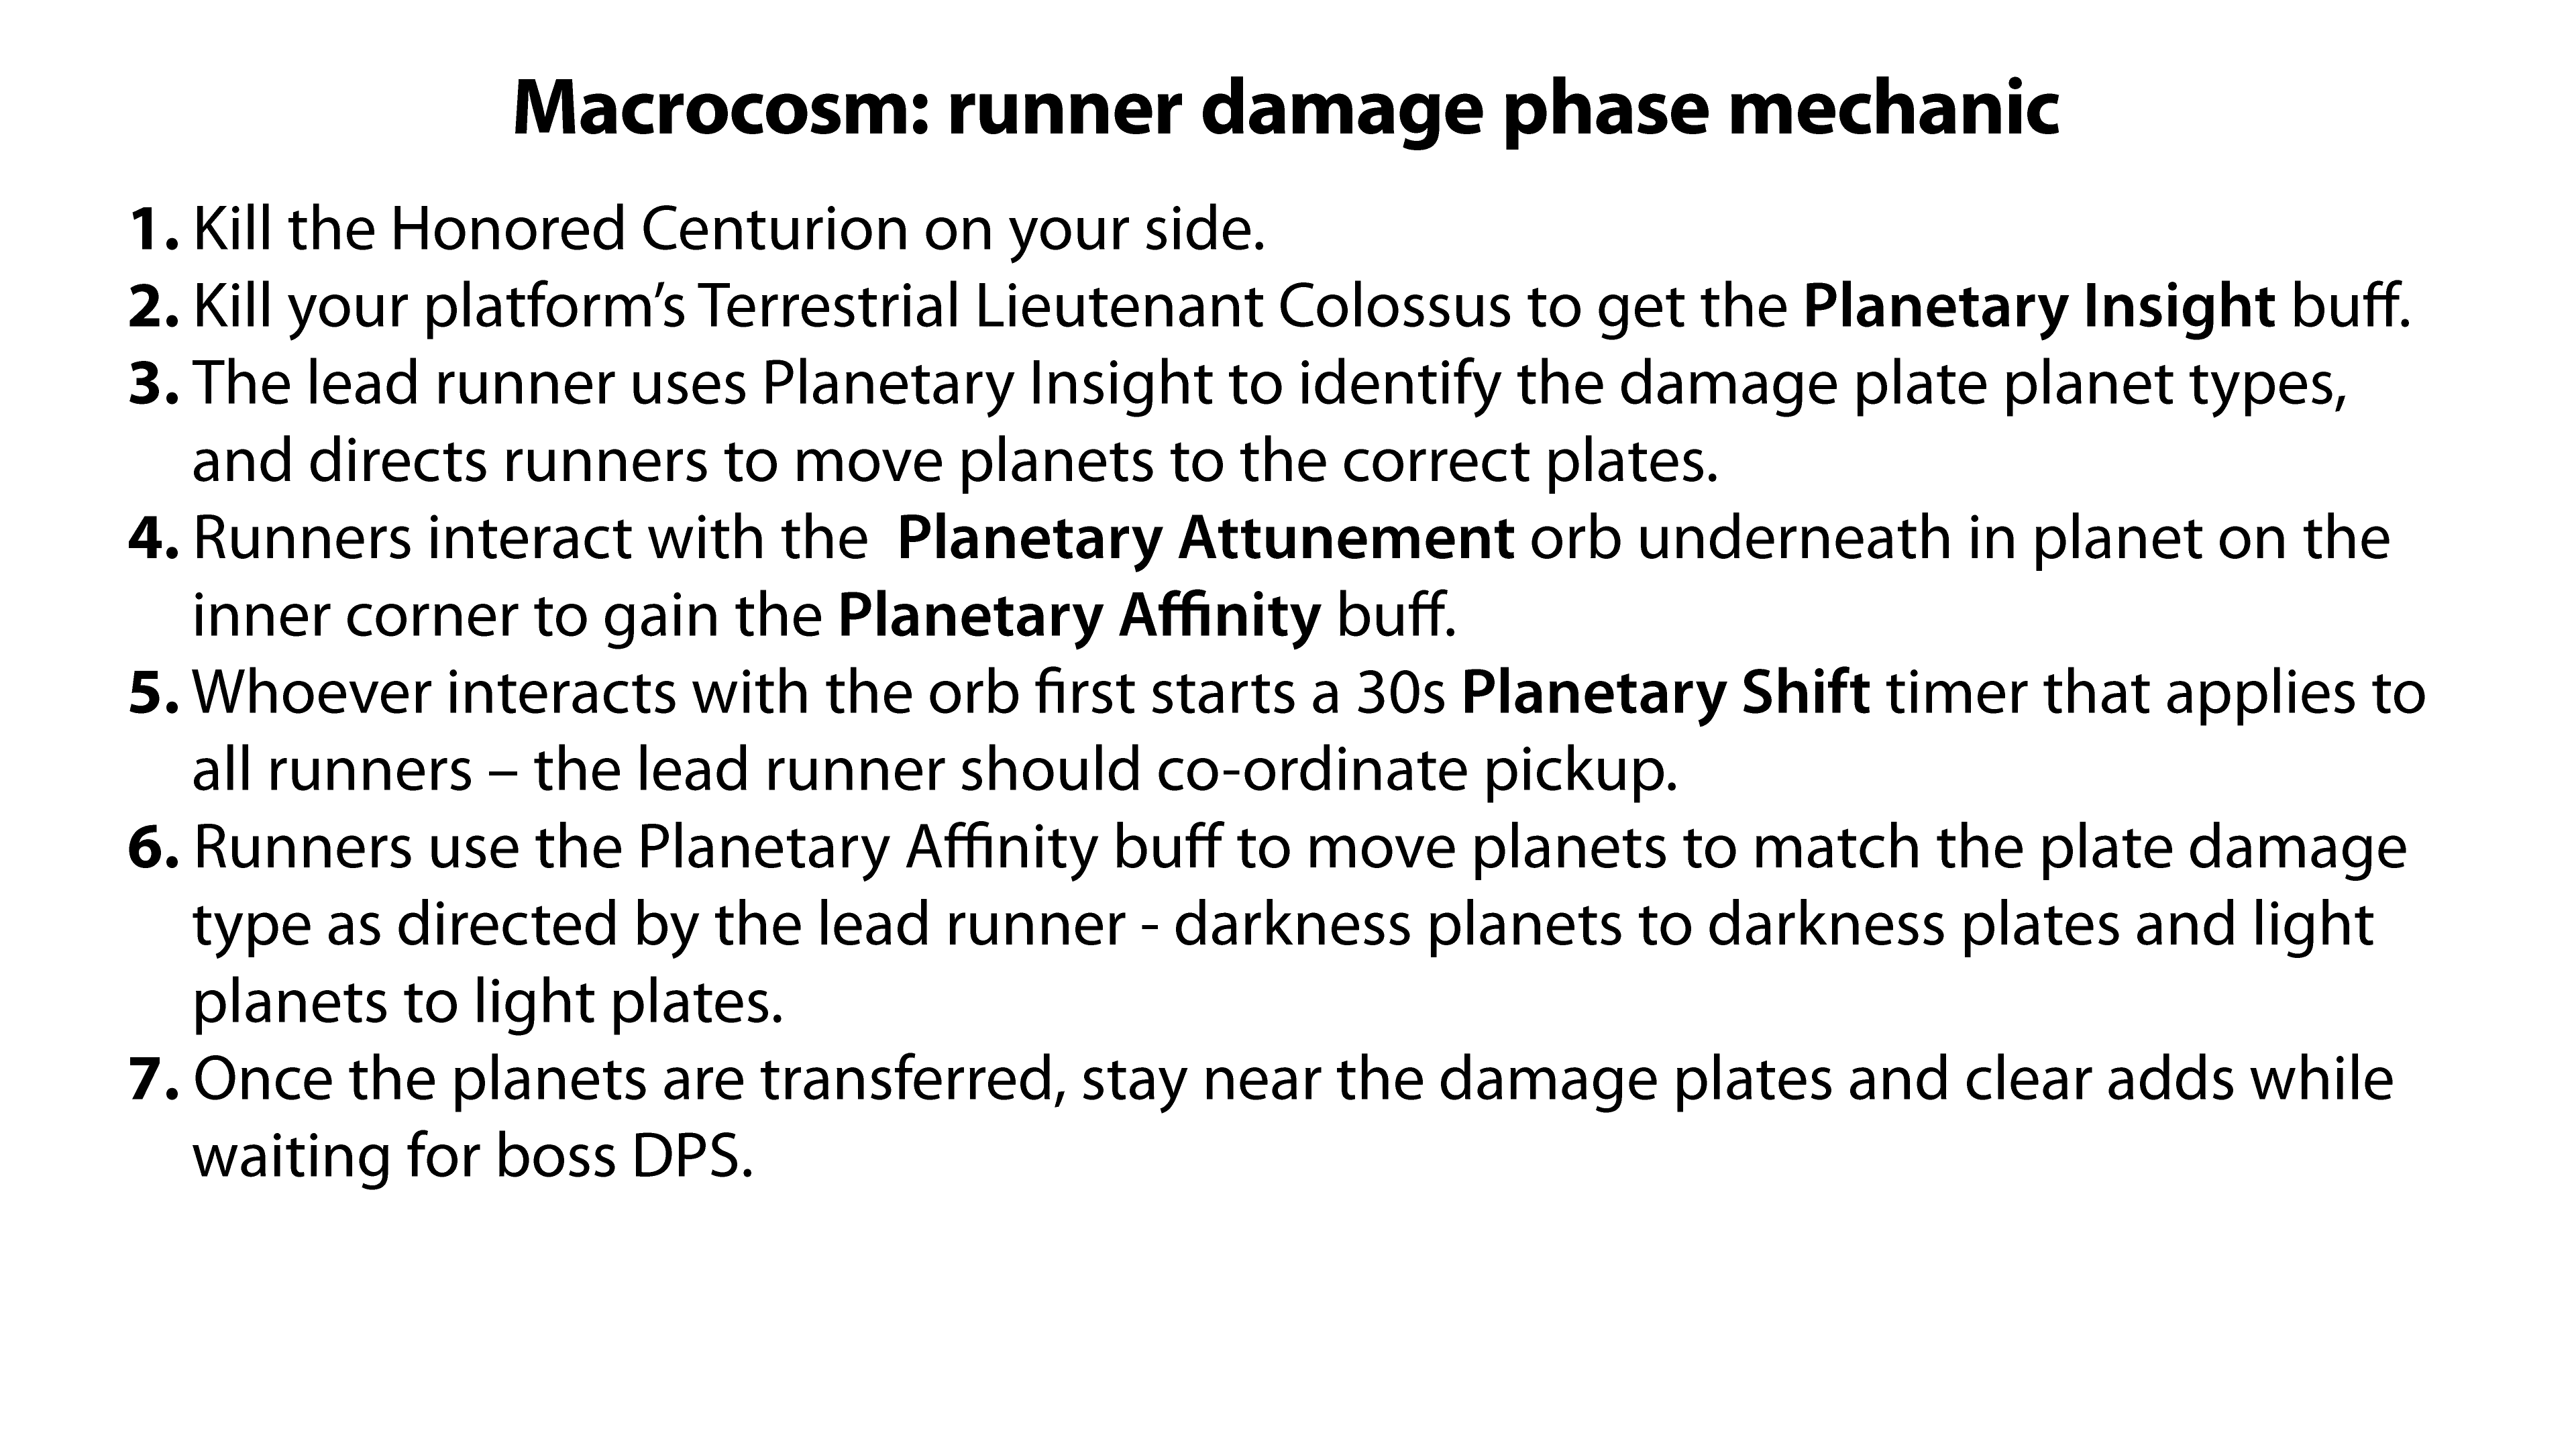 Macrocosm: runner damage phase mechanic
1. Kill the Honored Centurion on your side.
2. Kill your platform’s Terrestrial Lieutenant Colossus to get the Planetary Insight buff.
3. The lead runner uses Planetary Insight to identify the damage plate planet types,
and directs runners to move planets to the correct plates.
4. Runners interact with the  Planetary Attunement orb underneath in planet on the
inner corner to gain the Planetary Affinity buff.
5. Whoever interacts with the orb first starts a 30s Planetary Shift timer that applies to
all runners – the lead runner should co-ordinate pickup.
6. Runners use the Planetary Affinity buff to move planets to match the plate damage
type as directed by the lead runner - darkness planets to darkness plates and light
planets to light plates.
7. Once the planets are transferred, stay near the damage plates and clear adds while
waiting for boss DPS.